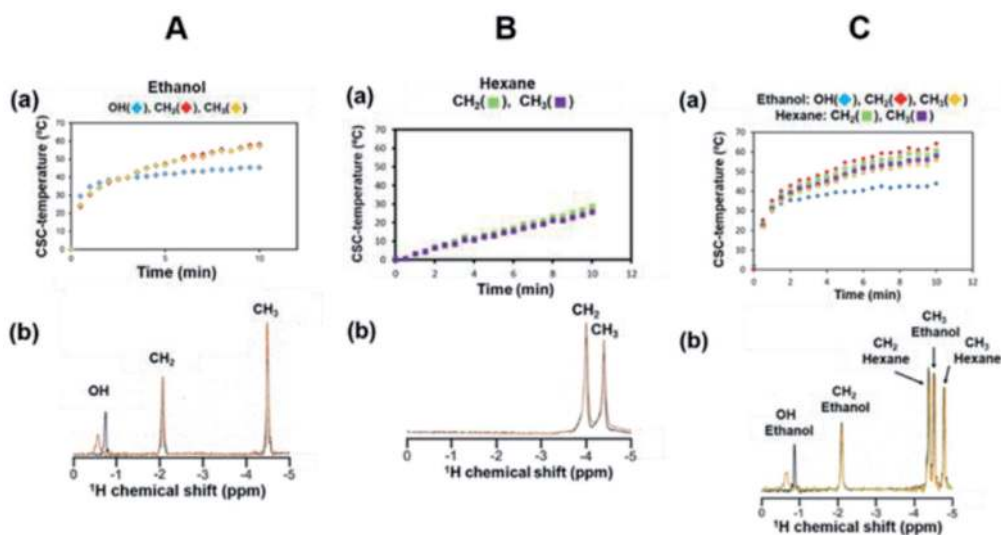 A
B
C
(a)
Ethanol
OH(◆), CH₂(◆), CH₃(◆)
CSC-temperature (ºC)
70
60
50
40
30
20
10
0
5
10
Time (min)
(a)
Hexane
CH₂(■), CH₃(■)
CSC-temperature (ºC)
70
60
50
40
30
20
10
0
0 2 4 6 8 10 12
Time (min)
(a)
Ethanol: OH(◆), CH₂(◆), CH₃(◆)
Hexane: CH₂(■), CH₃(■)
CSC-temperature (ºC)
70
60
50
40
30
20
10
0
0 2 4 6 8 10 12
Time (min)
(b)
OH
CH₂
CH₃
0 -1 -2 -3 -4 -5
¹H chemical shift (ppm)
(b)
CH₂
CH₃
0 -1 -2 -3 -4 -5
¹H chemical shift (ppm)
(b)
OH
Ethanol
CH₂
Ethanol
CH₂
Hexane
CH₃
Ethanol
CH₃
Hexane
0 -1 -2 -3 -4 -5
¹H chemical shift (ppm)